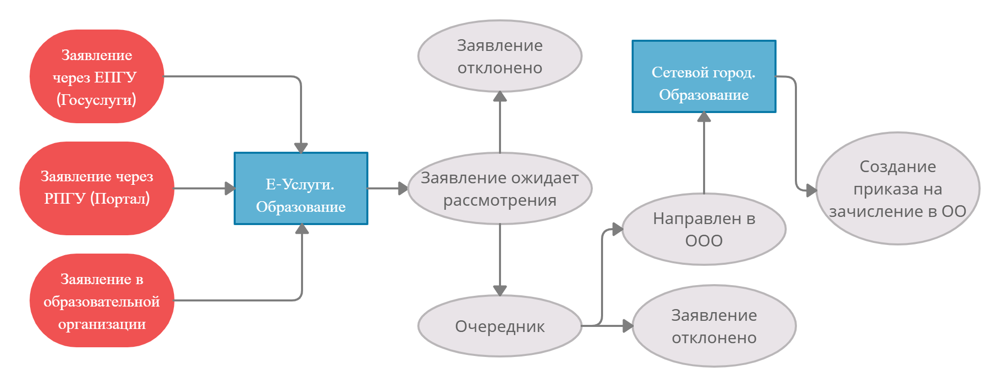 Заявление
через ЕПГУ
(Госуслуги)
Заявление через
РПГУ (Портал)
Заявление в
образовательной
организации
Е-Услуги.
Образование
Заявление
отклонено
Заявление ожидает
рассмотрения
Очередник
Сетевой город.
Образование
Направлен в
ООО
Заявление
отклонено
Создание
приказа на
зачисление в ОО